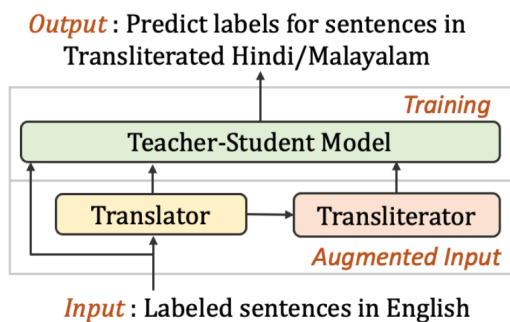 Output : Predict labels for sentences in
Transliterated Hindi/Malayalam
Training
Teacher-Student Model
Translator
Transliterator
Augmented Input
Input : Labeled sentences in English